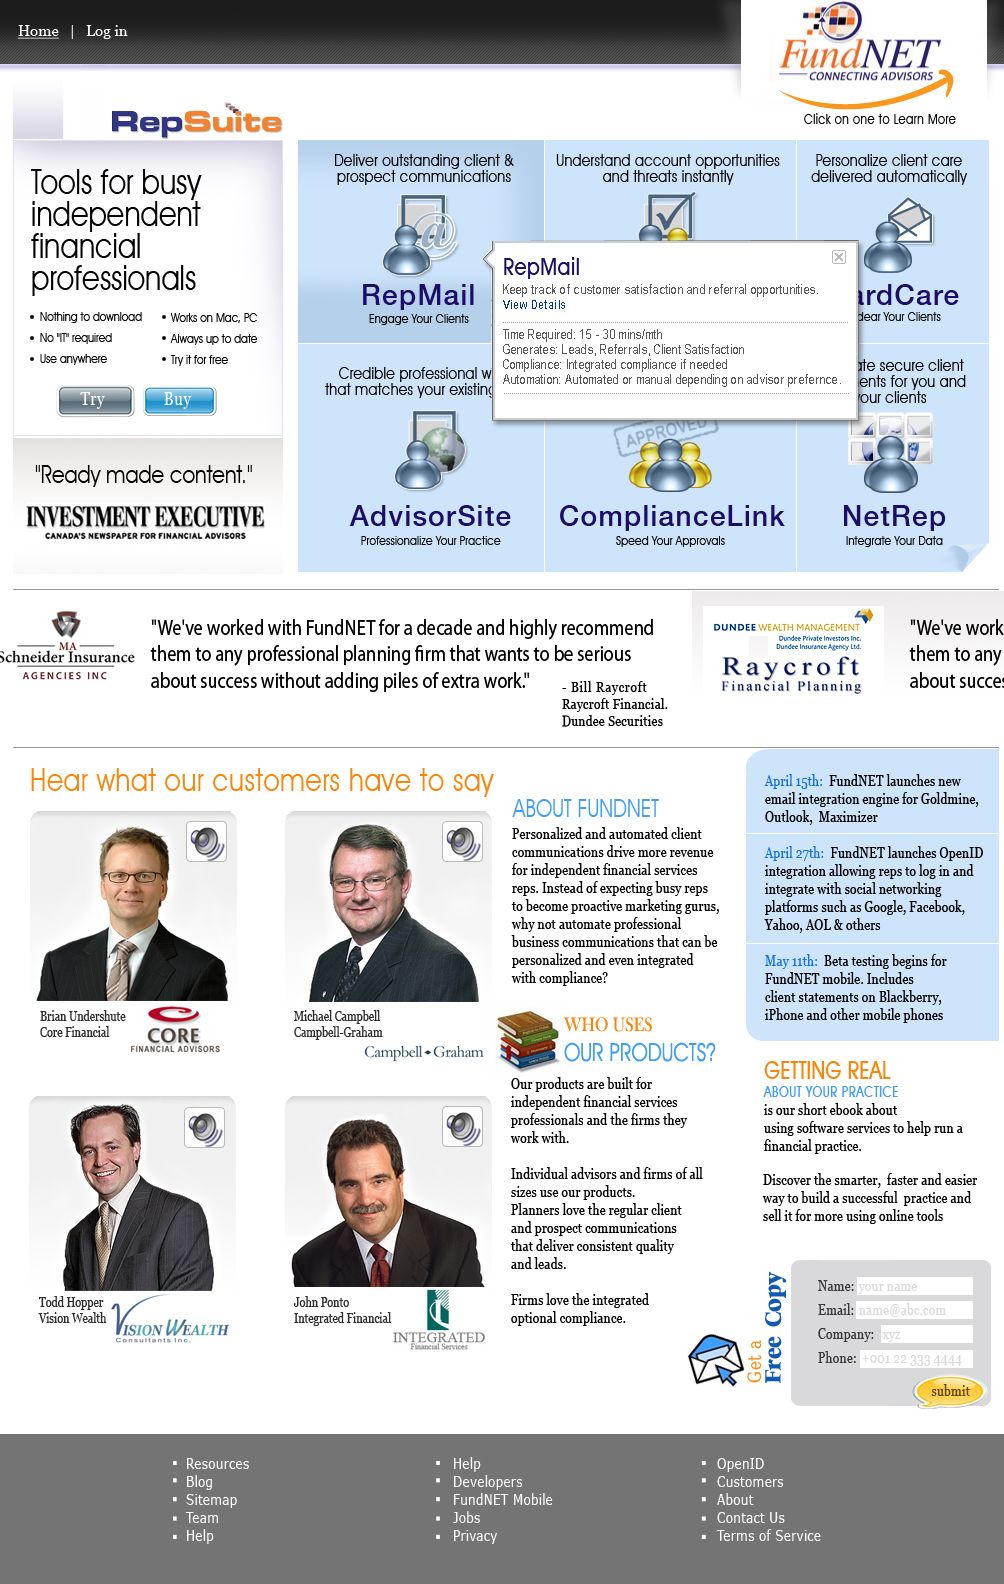 Home | Log in
FundNET
CONNECTING ADVISORS
Click on one to Learn More
RepSuite
Tools for busy
independent
financial
professionals
• Nothing to download
• No "IT" required
• Use anywhere
• Works on Mac, PC
• Always up to date
• Try it for free
Try
Buy
"Ready made content."
INVESTMENT EXECUTIVE
CANADA'S NEWSPAPER FOR FINANCIAL ADVISORS
Deliver outstanding client &
prospect communications
RepMail
Engage Your Clients
Understand account opportunities
and threats instantly
Personalize client care
delivered automatically
ardCare
dear Your Clients
RepMail
Keep track of customer satisfaction and referral opportunities.
View Details
Time Required: 15 - 30 mins/mth
Generates: Leads, Referrals, Client Satisfaction
Compliance: Integrated compliance if needed
Automation: Automated or manual depending on advisor prefernce.
Credible professional w
that matches your existing
AdvisorSite
Professionalize Your Practice
APPROVED
ComplianceLink
Speed Your Approvals
ate secure client
ents for you and
your clients
NetRep
Integrate Your Data
MA
Schneider Insurance
AGENCIES INC
"We've worked with FundNET for a decade and highly recommend
them to any professional planning firm that wants to be serious
about success without adding piles of extra work."
- Bill Raycroft
Raycroft Financial.
Dundee Securities
DUNDEE WEALTH MANAGEMENT
Dundee Private Investors Inc.
Dundee Insurance Agency Ltd.
Raycroft
Financial Planning
"We've work
them to any
about succes
Hear what our customers have to say
Brian Undershute
Core Financial
CORE
FINANCIAL ADVISORS
Michael Campbell
Campbell-Graham
Campbell Graham
Todd Hopper
Vision Wealth
VISION WEALTH
Consultants Inc.
John Ponto
Integrated Financial
INTEGRATED
Financial Services
ABOUT FUNDNET
Personalized and automated client
communications drive more revenue
for independent financial services
reps. Instead of expecting busy reps
to become proactive marketing gurus,
why not automate professional
business communications that can be
personalized and even integrated
with compliance?
WHO USES
OUR PRODUCTS?
Our products are built for
independent financial services
professionals and the firms they
work with.
Individual advisors and firms of all
sizes use our products.
Planners love the regular client
and prospect communications
that deliver consistent quality
and leads.
Firms love the integrated
optional compliance.
April 15th: FundNET launches new
email integration engine for Goldmine,
Outlook, Maximizer
April 27th: FundNET launches OpenID
integration allowing reps to log in and
integrate with social networking
platforms such as Google, Facebook,
Yahoo, AOL & others
May 11th: Beta testing begins for
FundNET mobile. Includes
client statements on Blackberry,
iPhone and other mobile phones
GETTING REAL
ABOUT YOUR PRACTICE
is our short ebook about
using software services to help run a
financial practice.
Discover the smarter, faster and easier
way to build a successful practice and
sell it for more using online tools
Get a
Free Copy
Name: your name
Email: name@abc.com
Company: xyz
Phone: +001 22 333 4444
submit
Resources
Blog
Sitemap
Team
Help
Help
Developers
FundNET Mobile
Jobs
Privacy
OpenID
Customers
About
Contact Us
Terms of Service